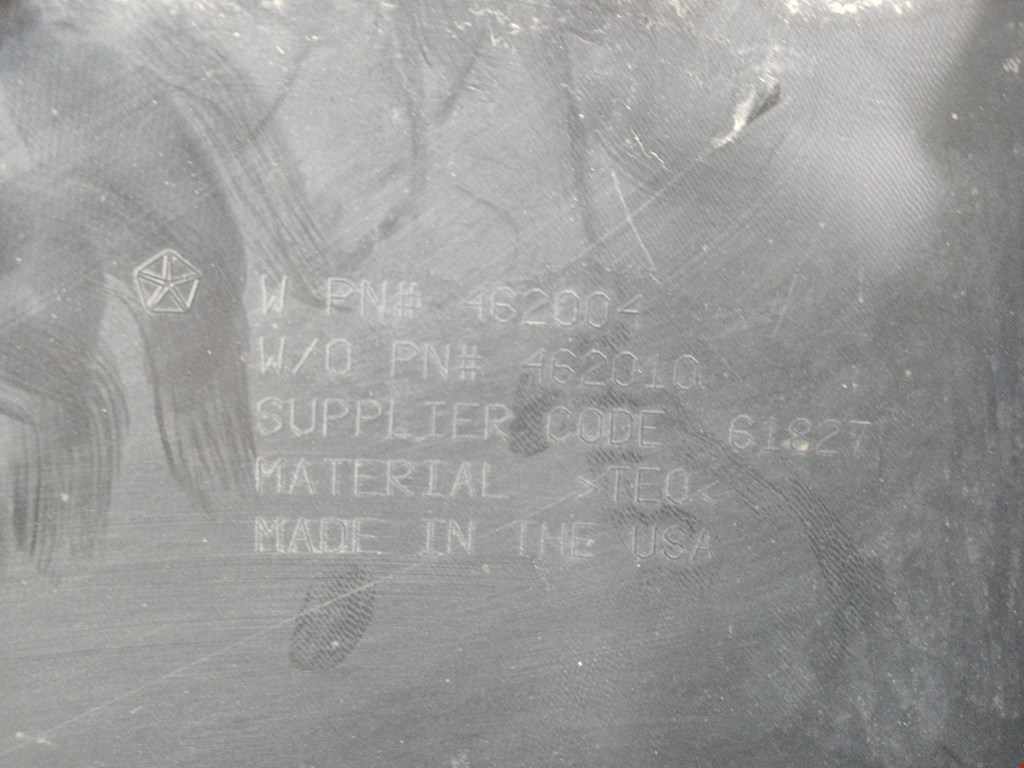 W PN# 462004
W/O PN# 462010
SUPPLIER CODE 61827
MATERIAL >TEO<
MADE IN THE USA